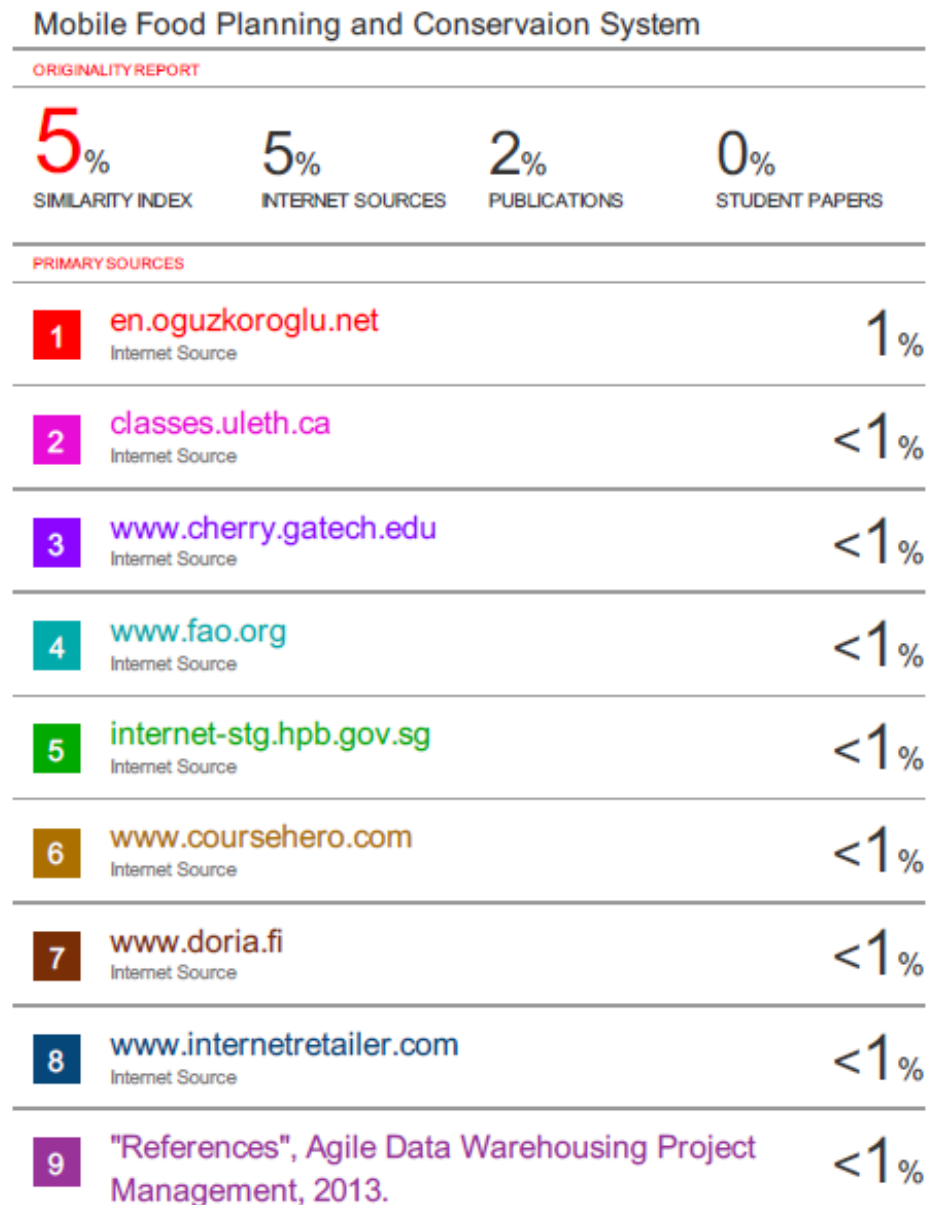 Mobile Food Planning and Conservaion System
ORIGINALITY REPORT
5% 5% 2% 0%
SIMILARITY INDEX INTERNET SOURCES PUBLICATIONS STUDENT PAPERS
PRIMARY SOURCES
1 en.oguzkoroglu.net 1%
Internet Source
2 classes.uleth.ca <1%
Internet Source
3 www.cherry.gatech.edu <1%
Internet Source
4 www.fao.org <1%
Internet Source
5 internet-stg.hpb.gov.sg <1%
Internet Source
6 www.coursehero.com <1%
Internet Source
7 www.doria.fi <1%
Internet Source
8 www.internetretailer.com <1%
Internet Source
9 "References", Agile Data Warehousing Project <1%
Management, 2013.